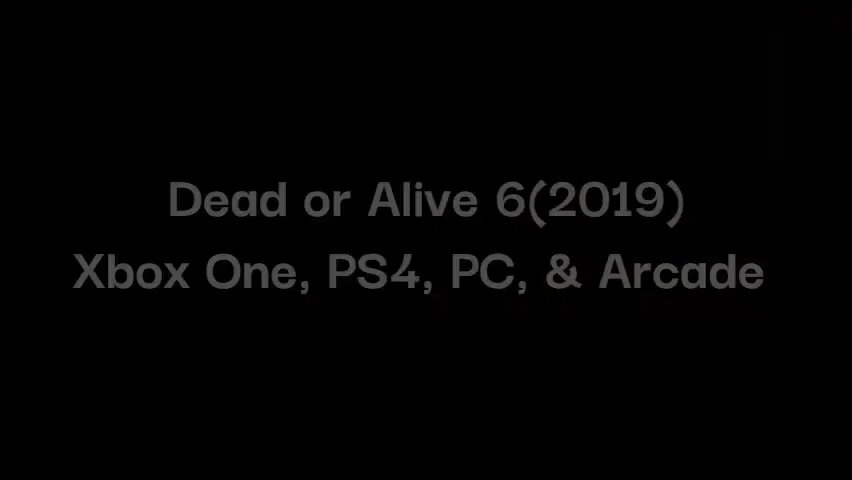 Dead or Alive 6(2019)
Xbox One, PS4, PC, & Arcade